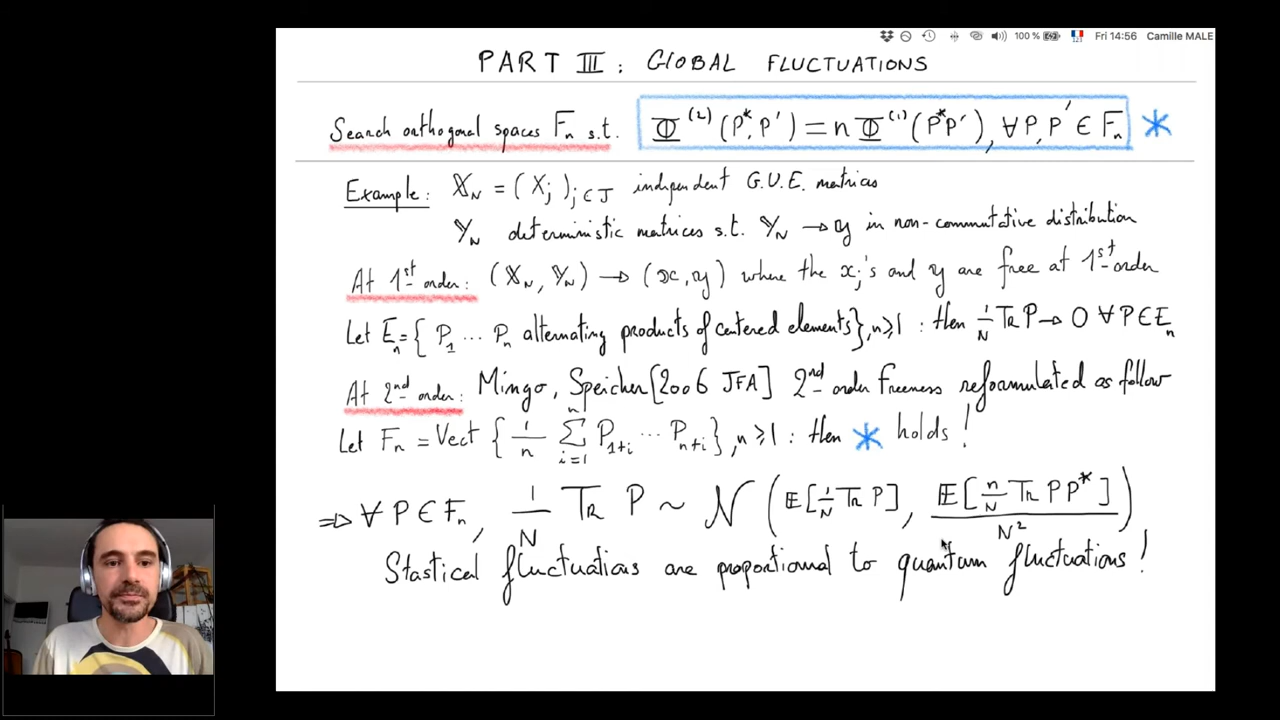 100 % Fri 14:56 Camille MALE
PART III : GLOBAL FLUCTUATIONS
Search orthogonal spaces Fₙ s.t. Φ⁽²⁾(P*, P') = n Φ⁽¹⁾(P*P'), ∀ P, P' ∈ Fₙ *
Example: 𝕏_N = (X_j)_{j∈J} independent G.U.E. matrices
𝕐_N deterministic matrices s.t. 𝕐_N → y in non-commutative distribution
At 1st order: (𝕏_N, 𝕐_N) → (x, y) where the x_j's and y are free at 1st order
Let Eₙ = { P₁ ... Pₙ alternating products of centered elements }, n≥1 : then 1/N Tr P → 0 ∀ P ∈ Eₙ
At 2nd order: Mingo, Speicher [2006 JFA] 2nd order Freeness reformulated as follow
Let Fₙ = Vect { 1/n Σ_{i=1}^{n} P_{1+i} ... P_{n+i} }, n≥1 : then * holds !
⇒ ∀ P ∈ Fₙ, 1/N Tr P ~ 𝒩( 𝔼[1/N Tr P], 𝔼[n/N Tr P P*] / N² )
Stastical fluctuations are proportionnal to quantum fluctuations !